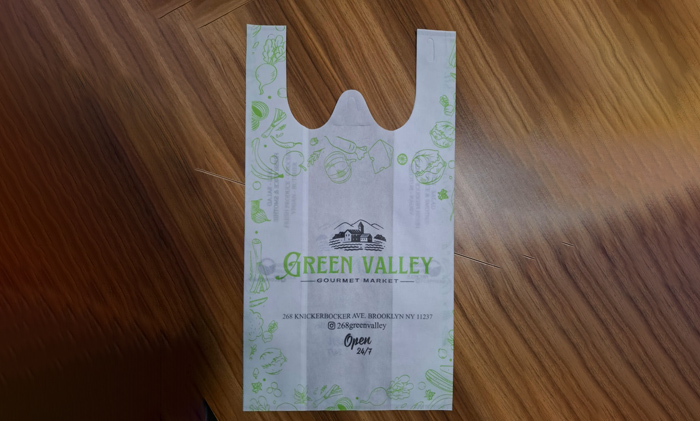 GREEN VALLEY
GOURMET MARKET
268 KNICKERBOCKER AVE. BROOKLYN NY 11237
268greenvalley
Open
24/7